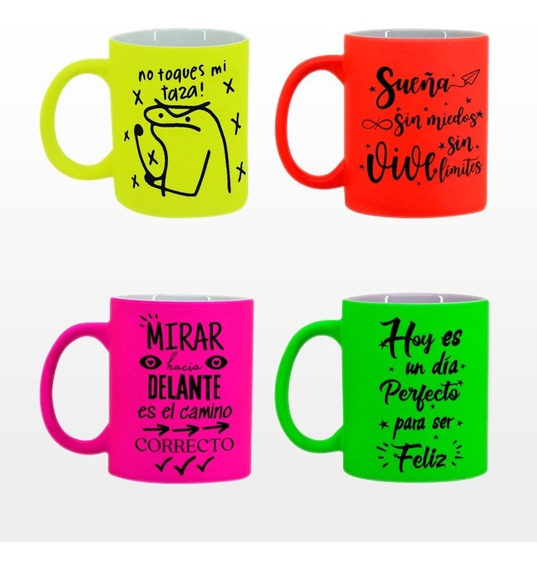 no toques mi
taza!
x x
x x
x x
x x
Sueña
sin miedos
sin
Vive límites
MIRAR
hacia
DELANTE
es el camino
CORRECTO
Hoy es
un día
Perfecto
para ser
Feliz